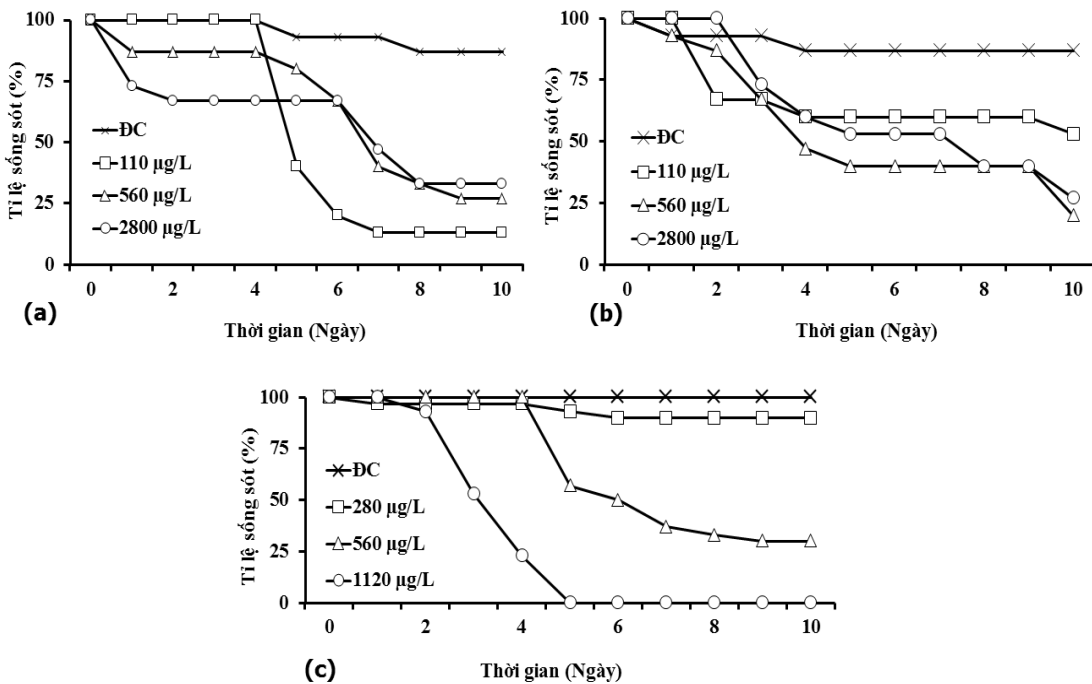 Tỉ lệ sống sót (%)
100
75
50
25
0
ĐC
110 µg/L
560 µg/L
2800 µg/L
0 2 4 6 8 10
Thời gian (Ngày)
(a)
Tỉ lệ sống sót (%)
100
75
50
25
0
ĐC
110 µg/L
560 µg/L
2800 µg/L
0 2 4 6 8 10
Thời gian (Ngày)
(b)
Tỉ lệ sống sót (%)
100
75
50
25
0
ĐC
280 µg/L
560 µg/L
1120 µg/L
0 2 4 6 8 10
Thời gian (Ngày)
(c)